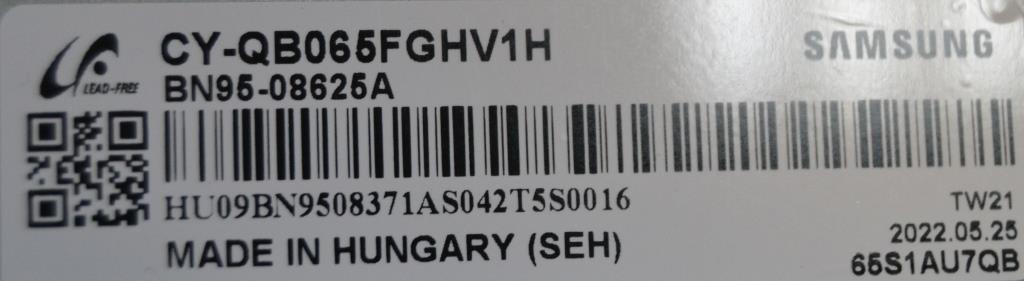 CY-QB065FGHV1H
SAMSUNG
LEAD-FREE
BN95-08625A
HU09BN9508371AS042T5S0016
TW21
2022.05.25
MADE IN HUNGARY (SEH)
65S1AU7QB